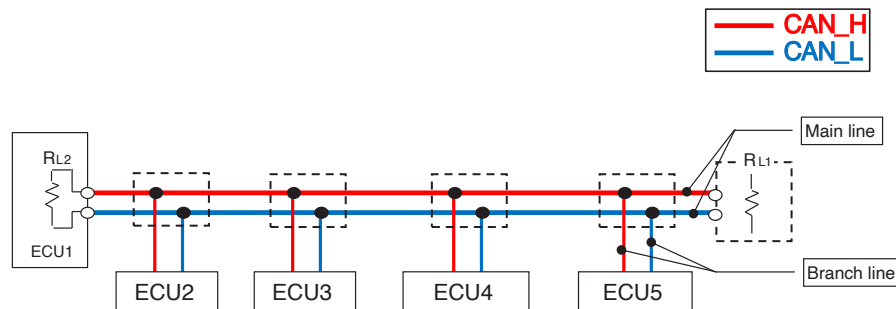 CAN_H
CAN_L
Main line
RL2
RL1
ECU1
Branch line
ECU2
ECU3
ECU4
ECU5